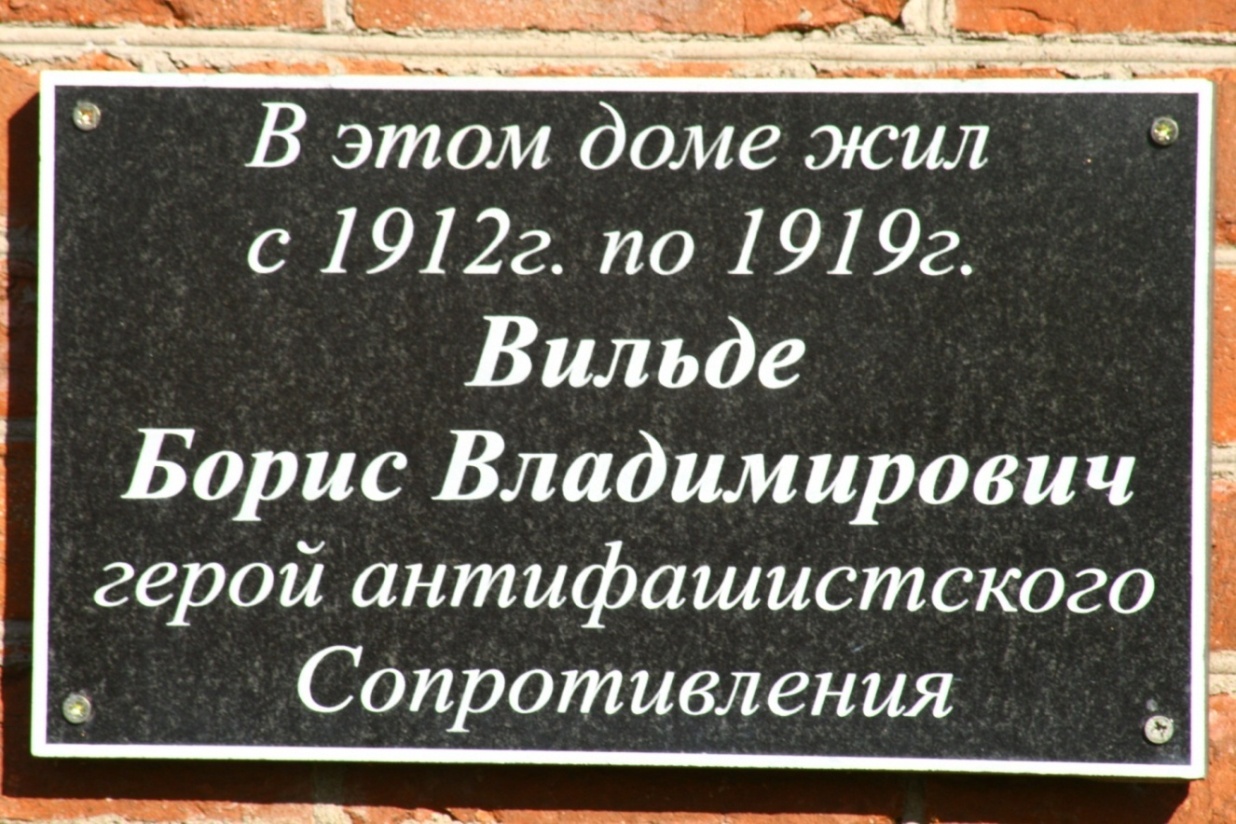 В этом доме жил
с 1912г. по 1919г.
Вильде
Борис Владимирович
герой антифашистского
Сопротивления